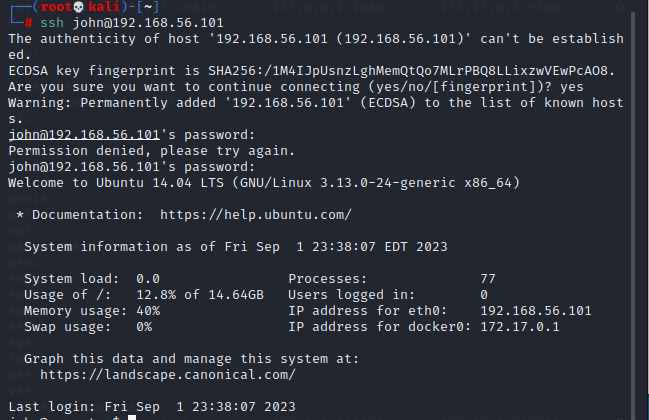 ┌──(root💀kali)-[~]
└─# ssh john@192.168.56.101
The authenticity of host '192.168.56.101 (192.168.56.101)' can't be establish
ed.
ECDSA key fingerprint is SHA256:/1M4IJpUsnzLghMemQtQo7MLrPBQ8LLixzwVEwPcAO8.
Are you sure you want to continue connecting (yes/no/[fingerprint])? yes
Warning: Permanently added '192.168.56.101' (ECDSA) to the list of known host
s.
john@192.168.56.101's password:
Permission denied, please try again.
john@192.168.56.101's password:
Welcome to Ubuntu 14.04 LTS (GNU/Linux 3.13.0-24-generic x86_64)
* Documentation:  https://help.ubuntu.com/
System information as of Fri Sep  1 23:38:07 EDT 2023
System load:  0.0                Processes:              77
Usage of /:   12.8% of 14.64GB   Users logged in:        0
Memory usage: 40%                IP address for eth0:    192.168.56.101
Swap usage:   0%                 IP address for docker0: 172.17.0.1
Graph this data and manage this system at:
https://landscape.canonical.com/
Last login: Fri Sep  1 23:38:07 2023